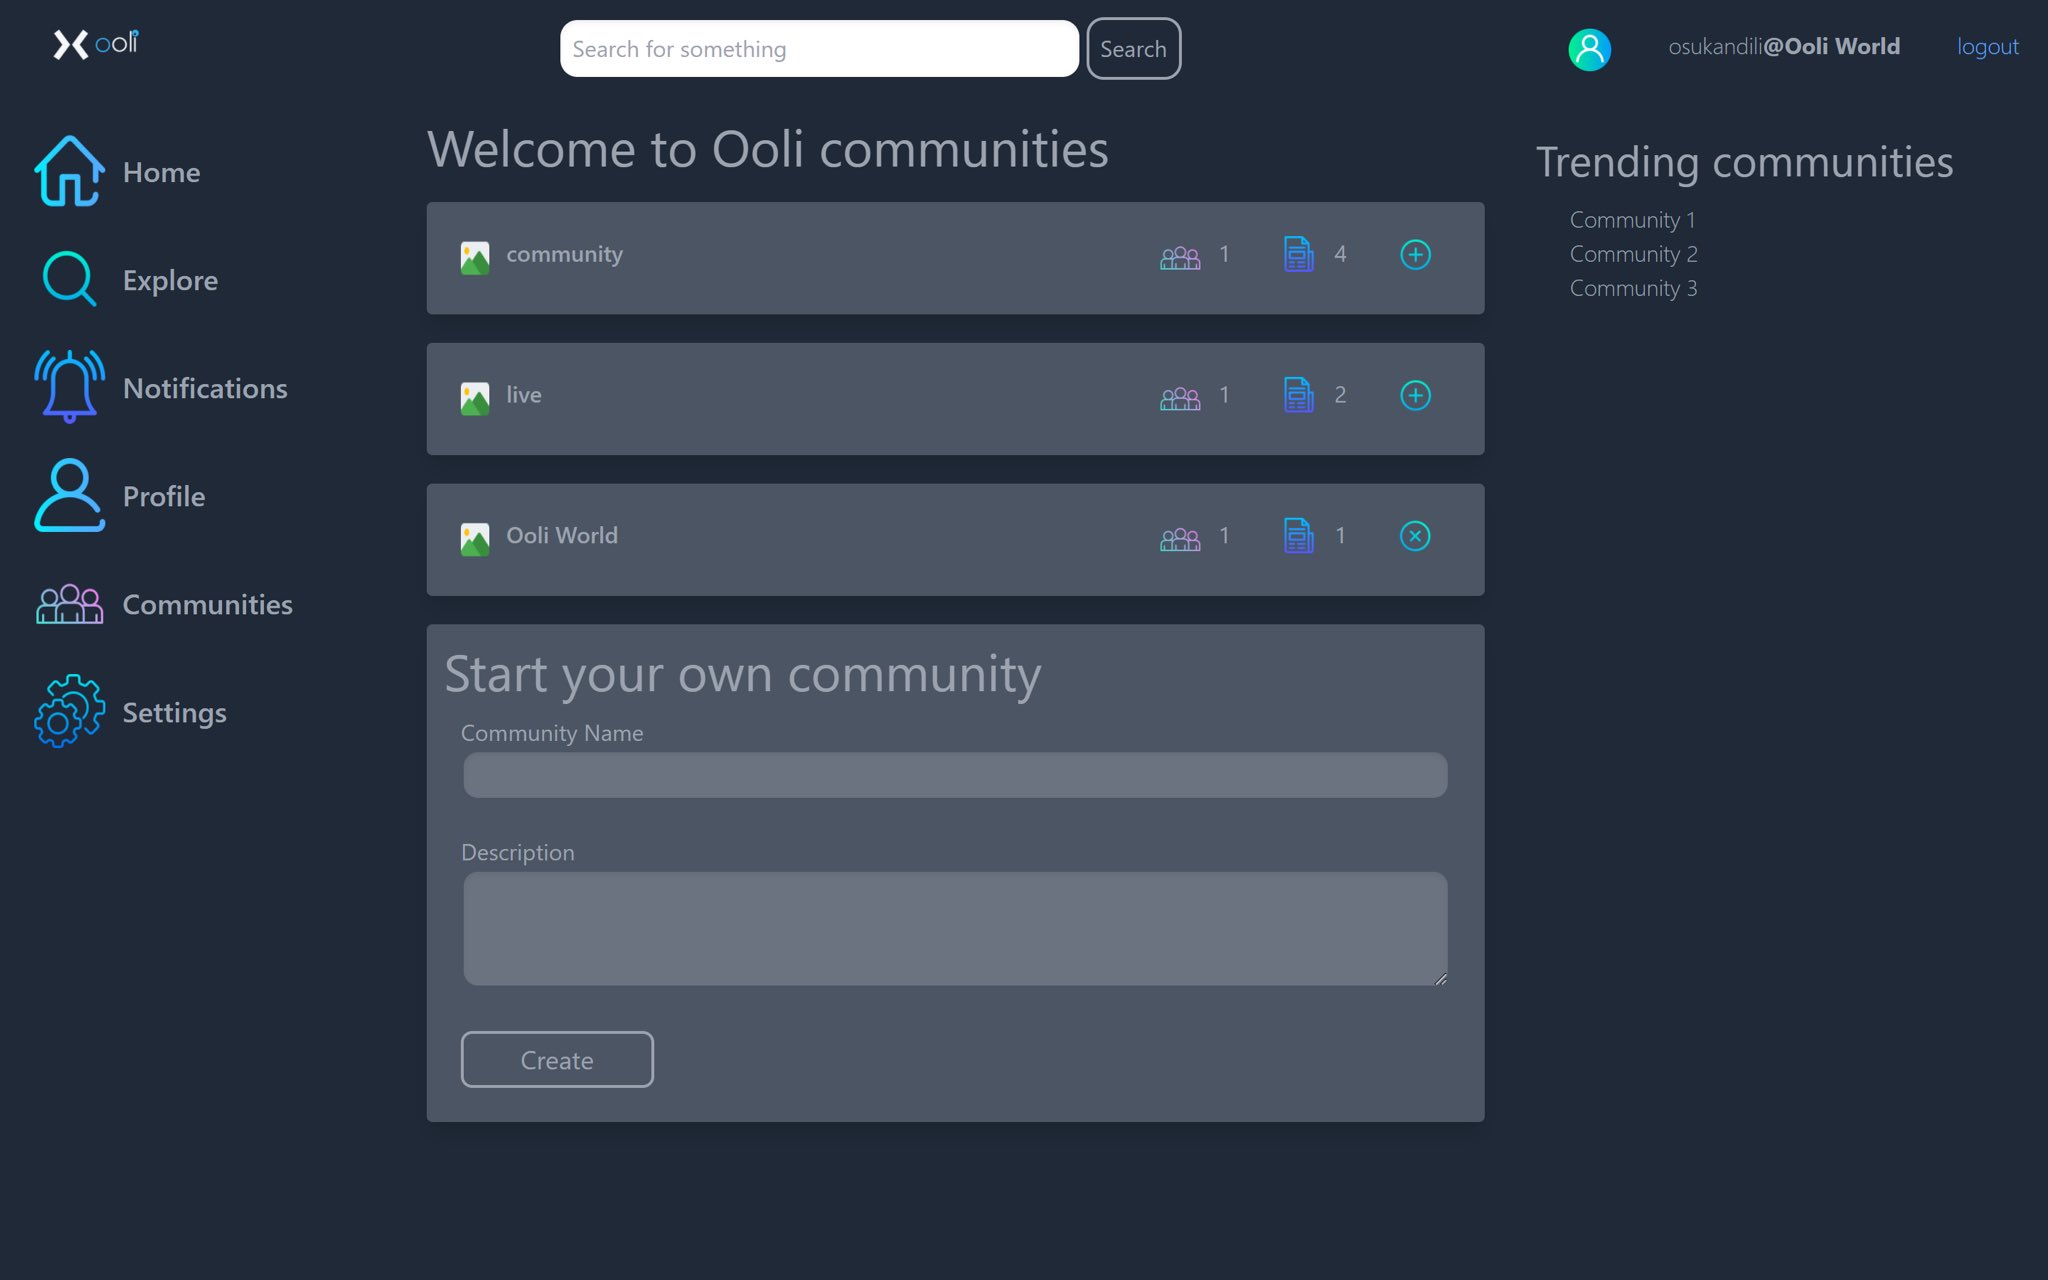 ooli
Search for something
Search
osukandili@Ooli World
logout
Home
Explore
Notifications
Profile
Communities
Settings
Welcome to Ooli communities
community 1 4
live 1 2
Ooli World 1 1
Start your own community
Community Name
Description
Create
Trending communities
Community 1
Community 2
Community 3